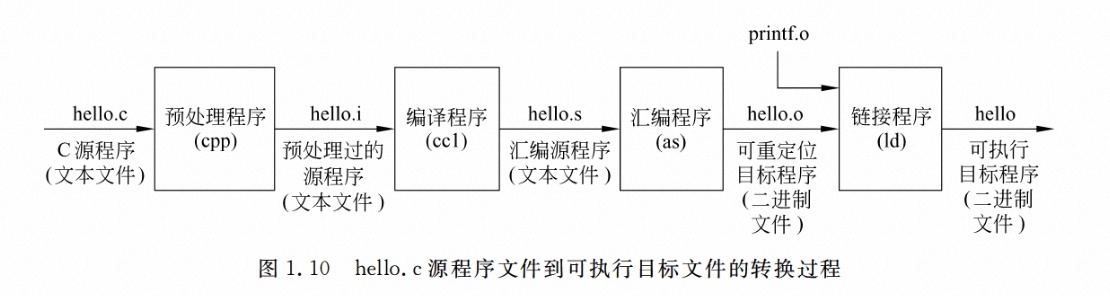 printf.o
hello.c
预处理程序
(cpp)
hello.i
编译程序
(cc1)
hello.s
汇编程序
(as)
hello.o
链接程序
(ld)
hello
C 源程序
(文本文件)
预处理过的
源程序
(文本文件)
汇编源程序
(文本文件)
可重定位
目标程序
(二进制
文件)
可执行
目标程序
(二进制
文件)
图 1.10 hello.c 源程序文件到可执行目标文件的转换过程